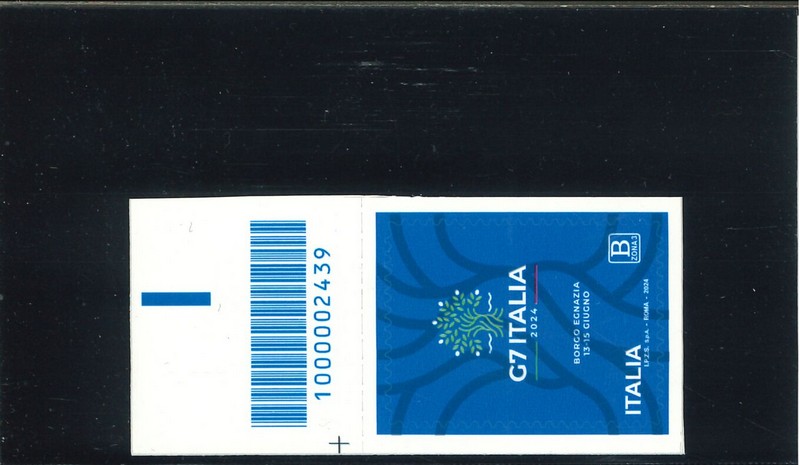 1000002439
G7 ITALIA
2024
BORGO EGNAZIA
13-15 GIUGNO
B
ZONA 3
ITALIA
I.P.Z.S. S.p.A. - ROMA - 2024